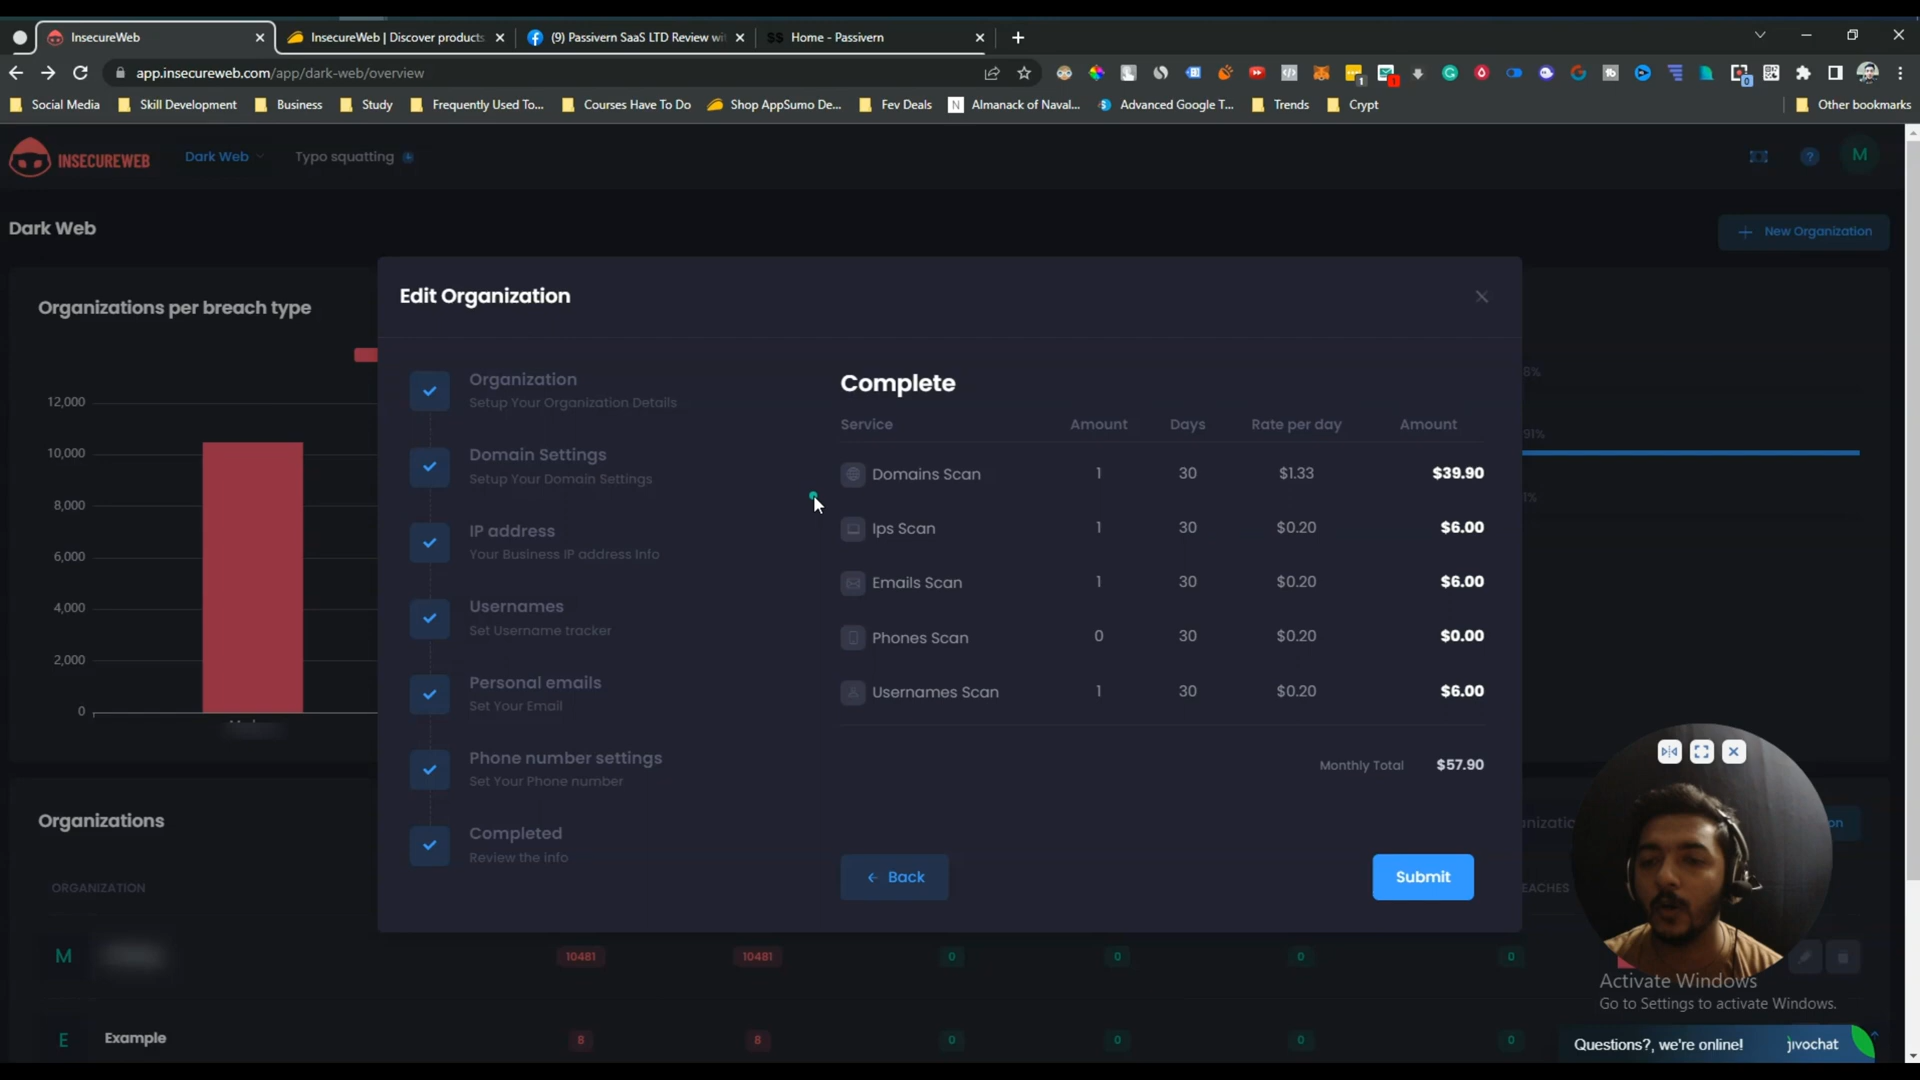 InsecureWeb
InsecureWeb | Discover products
(9) Passivern SaaS LTD Review wit
Home - Passivern
app.insecureweb.com/app/dark-web/overview
Social Media
Skill Development
Business
Study
Frequently Used To...
Courses Have To Do
Shop AppSumo De...
Fev Deals
Almanack of Naval...
Advanced Google T...
Trends
Crypt
Other bookmarks
INSECUREWEB
Dark Web
Typo squatting
?
M
Dark Web
New Organization
Organizations per breach type
12,000
10,000
8,000
6,000
4,000
2,000
0
Edit Organization
Organization
Setup Your Organization Details
Domain Settings
Setup Your Domain Settings
IP address
Your Business IP address Info
Usernames
Set Username tracker
Personal emails
Set Your Email
Phone number settings
Set Your Phone number
Completed
Review the info
Complete
Service Amount Days Rate per day Amount
Domains Scan 1 30 $1.33 $39.90
Ips Scan 1 30 $0.20 $6.00
Emails Scan 1 30 $0.20 $6.00
Phones Scan 0 30 $0.20 $0.00
Usernames Scan 1 30 $0.20 $6.00
Monthly Total $57.90
Back
Submit
8%
91%
1%
Organizations
ORGANIZATION
EACHES
M 10481 10481 0 0 0 0
E Example 8 8 0 0 0 0
Activate Windows
Go to Settings to activate Windows.
Questions?, we're online! jivochat